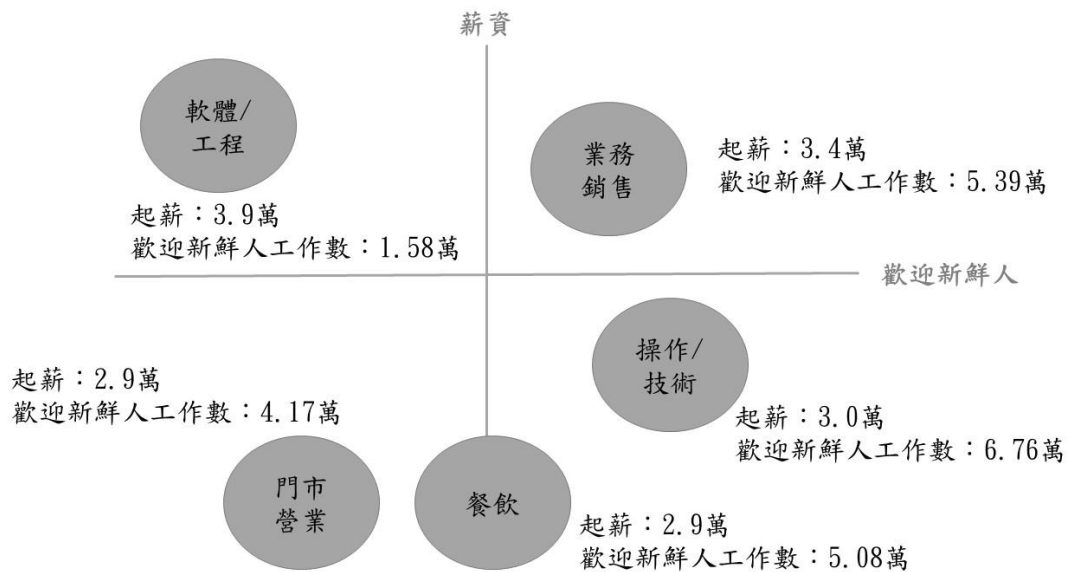 薪資
軟體/
工程
起薪：3.9萬
歡迎新鮮人工作數：1.58萬
業務
銷售
起薪：3.4萬
歡迎新鮮人工作數：5.39萬
歡迎新鮮人
操作/
技術
起薪：3.0萬
歡迎新鮮人工作數：6.76萬
起薪：2.9萬
歡迎新鮮人工作數：4.17萬
門市
營業
餐飲
起薪：2.9萬
歡迎新鮮人工作數：5.08萬